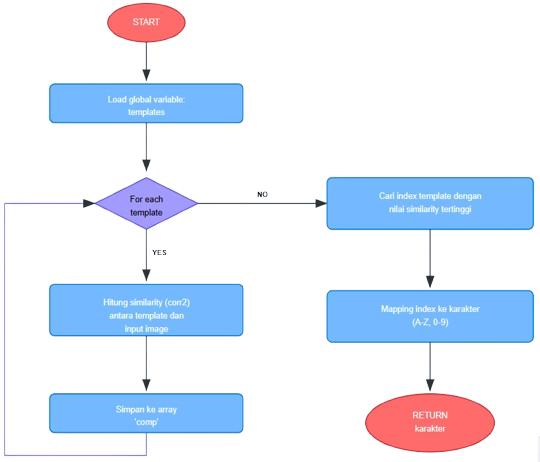 START
Load global variable:
templates
For each
template
NO
YES
Hitung similarity (corr2)
antara template dan
input image
Simpan ke array
'comp'
Cari index template dengan
nilai similarity tertinggi
Mapping index ke karakter
(A-Z, 0-9)
RETURN
karakter